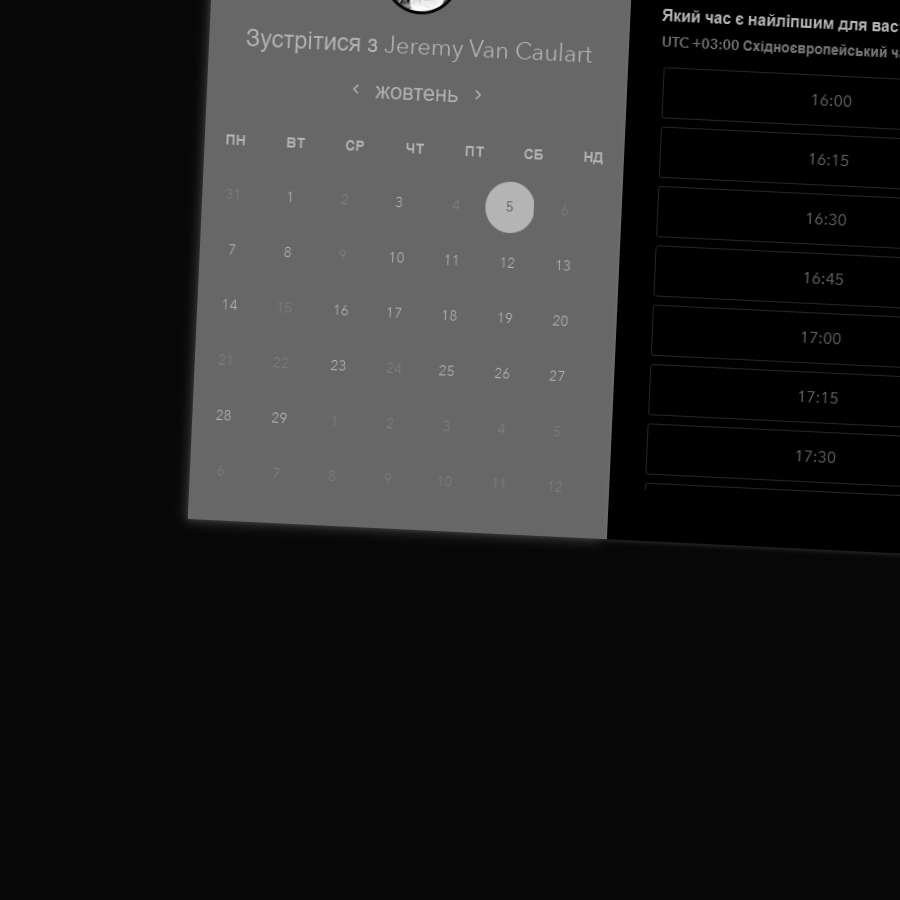 Зустрітися з Jeremy Van Caulart
жовтень
ПН ВТ СР ЧТ ПТ СБ НД
31 1 2 3 4 5 6
7 8 9 10 11 12 13
14 15 16 17 18 19 20
21 22 23 24 25 26 27
28 29 1 2 3 4 5
6 7 8 9 10 11 12
Який час є найліпшим для вас
UTC +03:00 Східноєвропейський
16:00
16:15
16:30
16:45
17:00
17:15
17:30